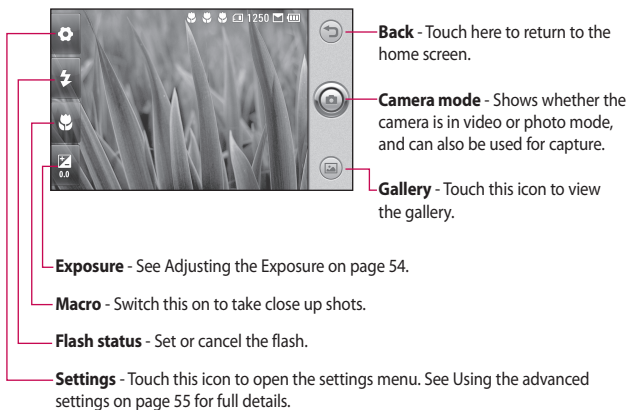 1250
0.0
Back - Touch here to return to the
home screen.
Camera mode - Shows whether the
camera is in video or photo mode,
and can also be used for capture.
Gallery - Touch this icon to view
the gallery.
Exposure - See Adjusting the Exposure on page 54.
Macro - Switch this on to take close up shots.
Flash status - Set or cancel the flash.
Settings - Touch this icon to open the settings menu. See Using the advanced
settings on page 55 for full details.